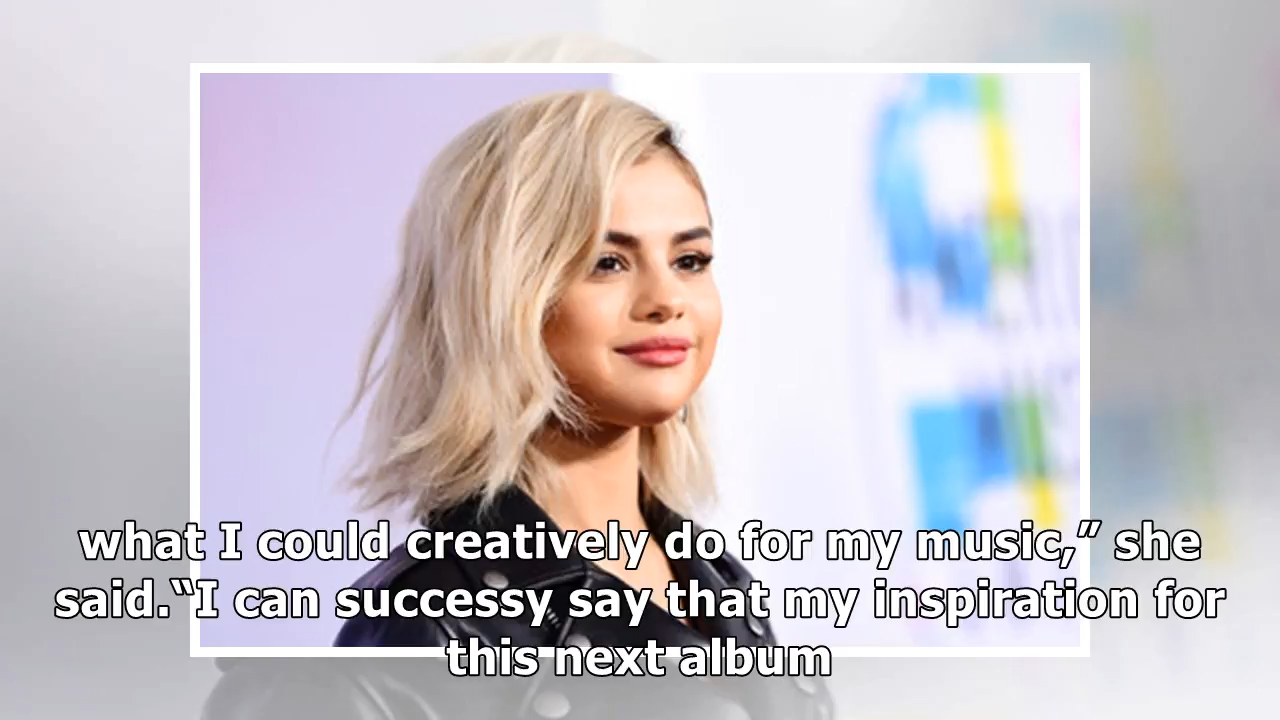 what I could creatively do for my music,” she
said.“I can successy say that my inspiration for
this next album